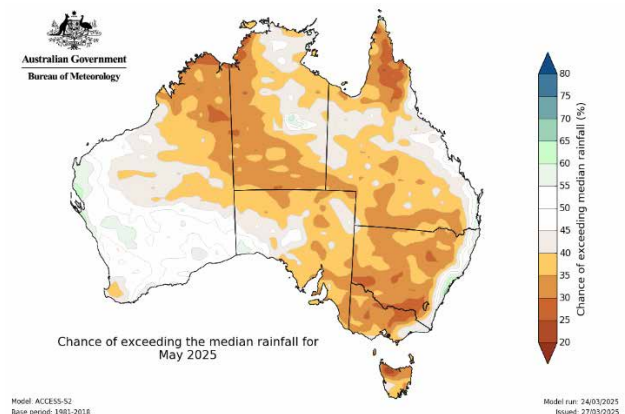 Australian Government
Bureau of Meteorology
80
75
70
65
60
55
50
45
40
35
30
25
20
Chance of exceeding median rainfall (%)
Chance of exceeding the median rainfall for
May 2025
Model: ACCESS-S2
Base period: 1981-2018
Model run: 24/03/2025
Issued: 27/03/2025